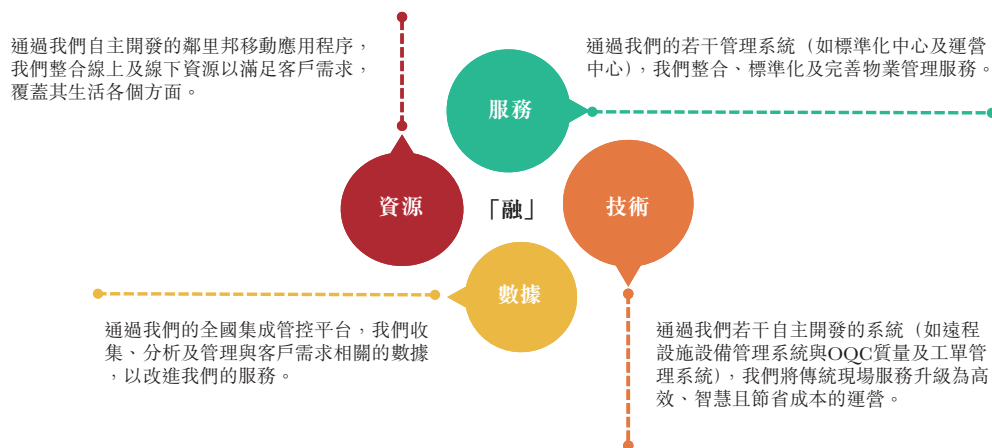 通過我們自主開發的鄰里邦移動應用程序，
我們整合線上及線下資源以滿足客戶需求，
覆蓋其生活各個方面。
通過我們的若干管理系統（如標準化中心及運營
中心），我們整合、標準化及完善物業管理服務。
服務
資源
「融」
技術
數據
通過我們的全國集成管控平台，我們收
集、分析及管理與客戶需求相關的數據
，以改進我們的服務。
通過我們若干自主開發的系統（如遠程
設施設備管理系統與OQC質量及工單管
理系統），我們將傳統現場服務升級為高
效、智慧且節省成本的運營。